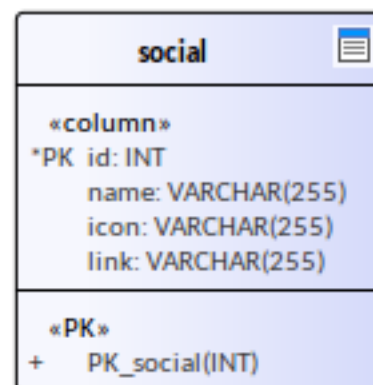 social
«column»
*PK id: INT
name: VARCHAR(255)
icon: VARCHAR(255)
link: VARCHAR(255)
«PK»
+ PK_social(INT)